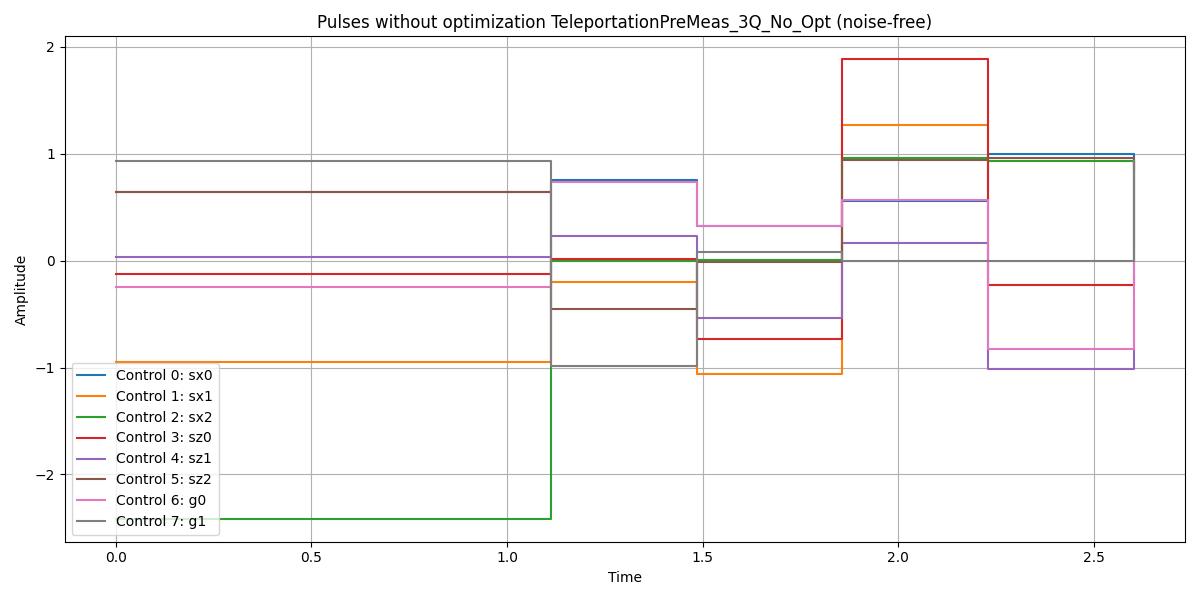 Pulses without optimization TeleportationPreMeas_3Q_No_Opt (noise-free)
2
1
0
−1
−2
Amplitude
Control 0: sx0
Control 1: sx1
Control 2: sx2
Control 3: sz0
Control 4: sz1
Control 5: sz2
Control 6: g0
Control 7: g1
0.0 0.5 1.0 1.5 2.0 2.5
Time